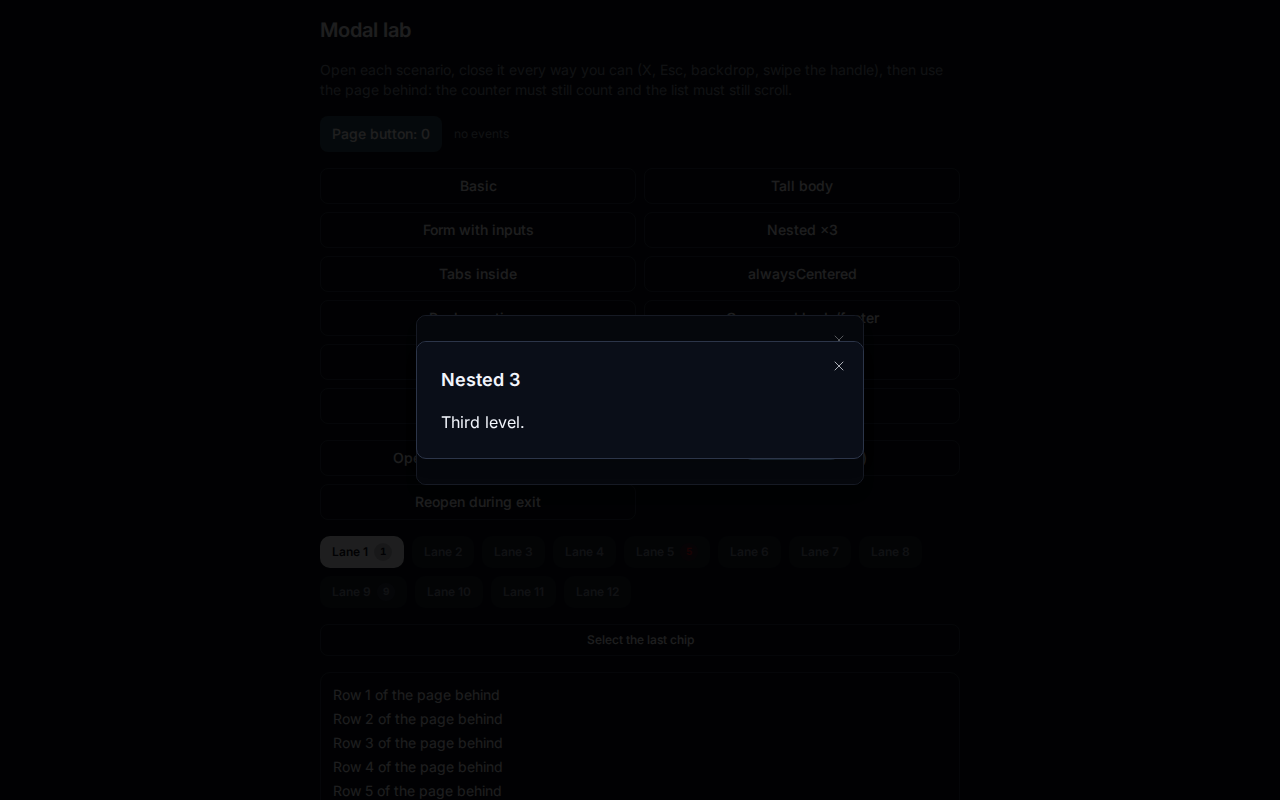 Modal lab
Open each scenario, close it every way you can (X, Esc, backdrop, swipe the handle), then use
the page behind: the counter must still count and the list must still scroll.
Page button: 0 no events
Basic Tall body
Form with inputs Nested ×3
Tabs inside alwaysCentered
Nested 3
Third level.
Reopen during exit
Lane 1 1 Lane 2 Lane 3 Lane 4 Lane 5 Lane 6 Lane 7 Lane 8
Lane 9 9 Lane 10 Lane 11 Lane 12
Select the last chip
Row 1 of the page behind
Row 2 of the page behind
Row 3 of the page behind
Row 4 of the page behind
Row 5 of the page behind